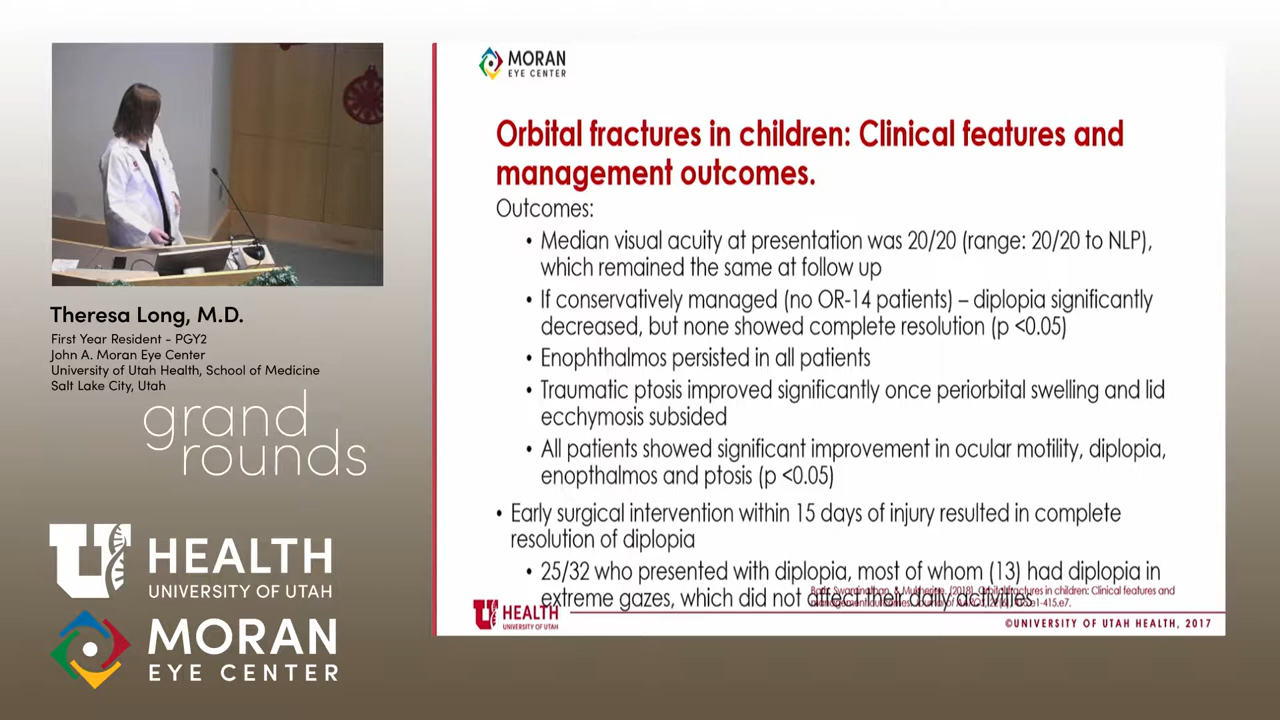 MORAN
EYE CENTER
Orbital fractures in children: Clinical features and
management outcomes.
Outcomes:
• Median visual acuity at presentation was 20/20 (range: 20/20 to NLP),
which remained the same at follow up
• If conservatively managed (no OR-14 patients) – diplopia significantly
decreased, but none showed complete resolution (p <0.05)
• Enophthalmos persisted in all patients
• Traumatic ptosis improved significantly once periorbital swelling and lid
ecchymosis subsided
• All patients showed significant improvement in ocular motility, diplopia,
enopthalmos and ptosis (p <0.05)
• Early surgical intervention within 15 days of injury resulted in complete
resolution of diplopia
• 25/32 who presented with diplopia, most of whom (13) had diplopia in
extreme gazes, which did not affect their daily activities
Orbital fractures in children: Clinical features and
U HEALTH
UNIVERSITY OF UTAH
©UNIVERSITY OF UTAH HEALTH, 2017
Theresa Long, M.D.
First Year Resident - PGY2
John A. Moran Eye Center
University of Utah Health, School of Medicine
Salt Lake City, Utah
grand
rounds
U HEALTH
UNIVERSITY OF UTAH
MORAN
EYE CENTER